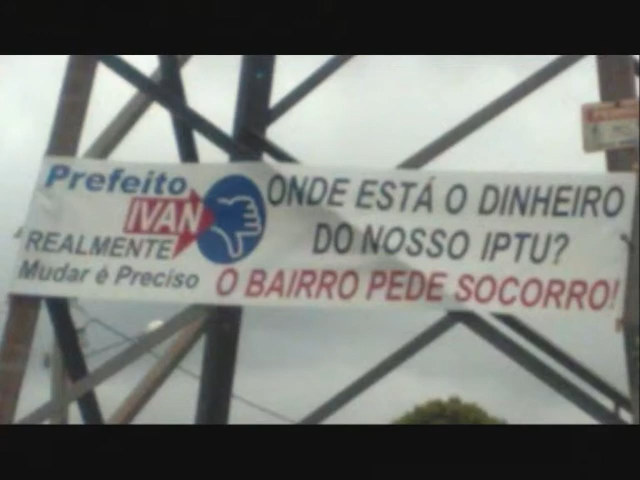 Prefeito
IVAN
REALMENTE
Mudar é Preciso
ONDE ESTÁ O DINHEIRO
DO NOSSO IPTU?
O BAIRRO PEDE SOCORRO!